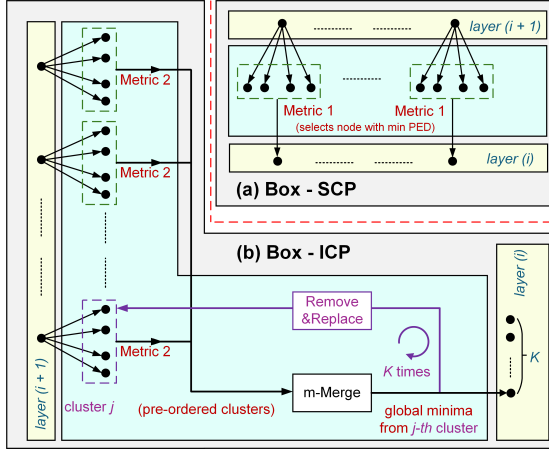 layer (i + 1)
Metric 1
Metric 1
(selects node with min PED)
layer (i)
(a) Box - SCP
Metric 2
Metric 2
(b) Box - ICP
Metric 2
layer (i + 1)
cluster j
(pre-ordered clusters)
Remove
&Replace
K times
m-Merge
global minima
from j-th cluster
layer (i)
K